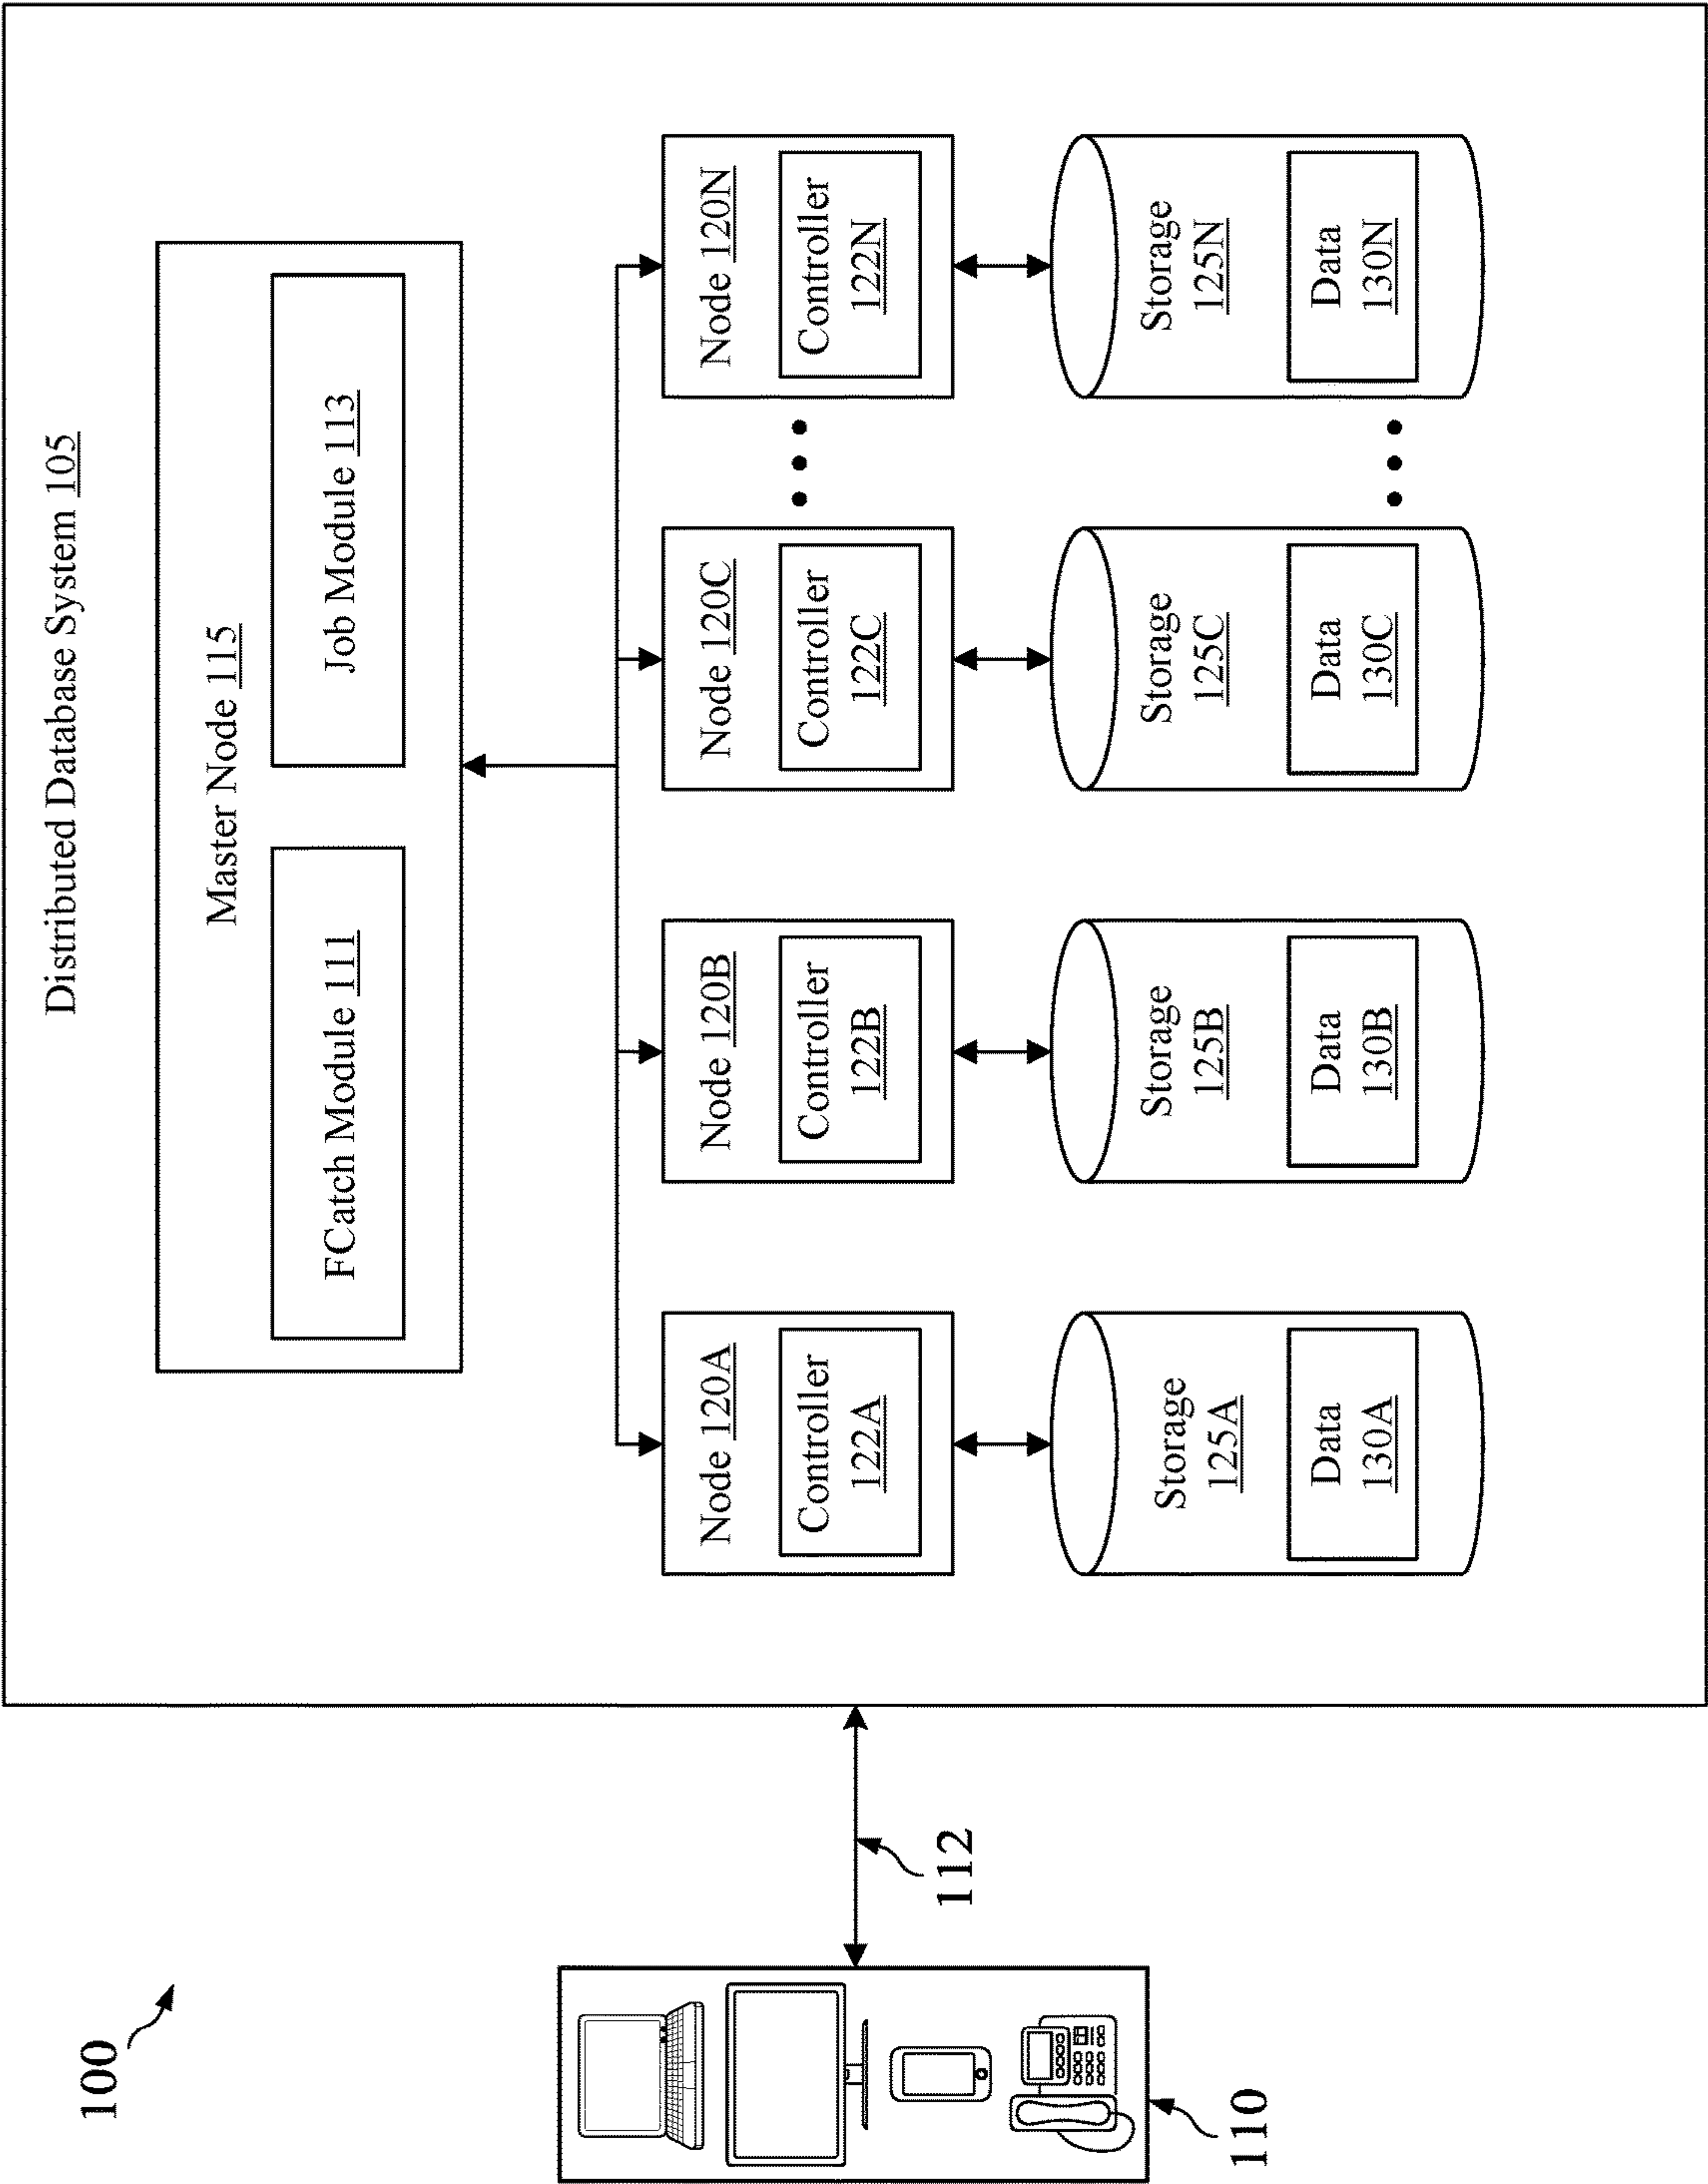 100
110
112
Distributed Database System 105
Master Node 115
FCatch Module 111
Job Module 113
Node 120A
Controller
122A
Node 120B
Controller
122B
Node 120C
Controller
122C
Node 120N
Controller
122N
Storage
125A
Data
130A
Storage
125B
Data
130B
Storage
125C
Data
130C
Storage
125N
Data
130N